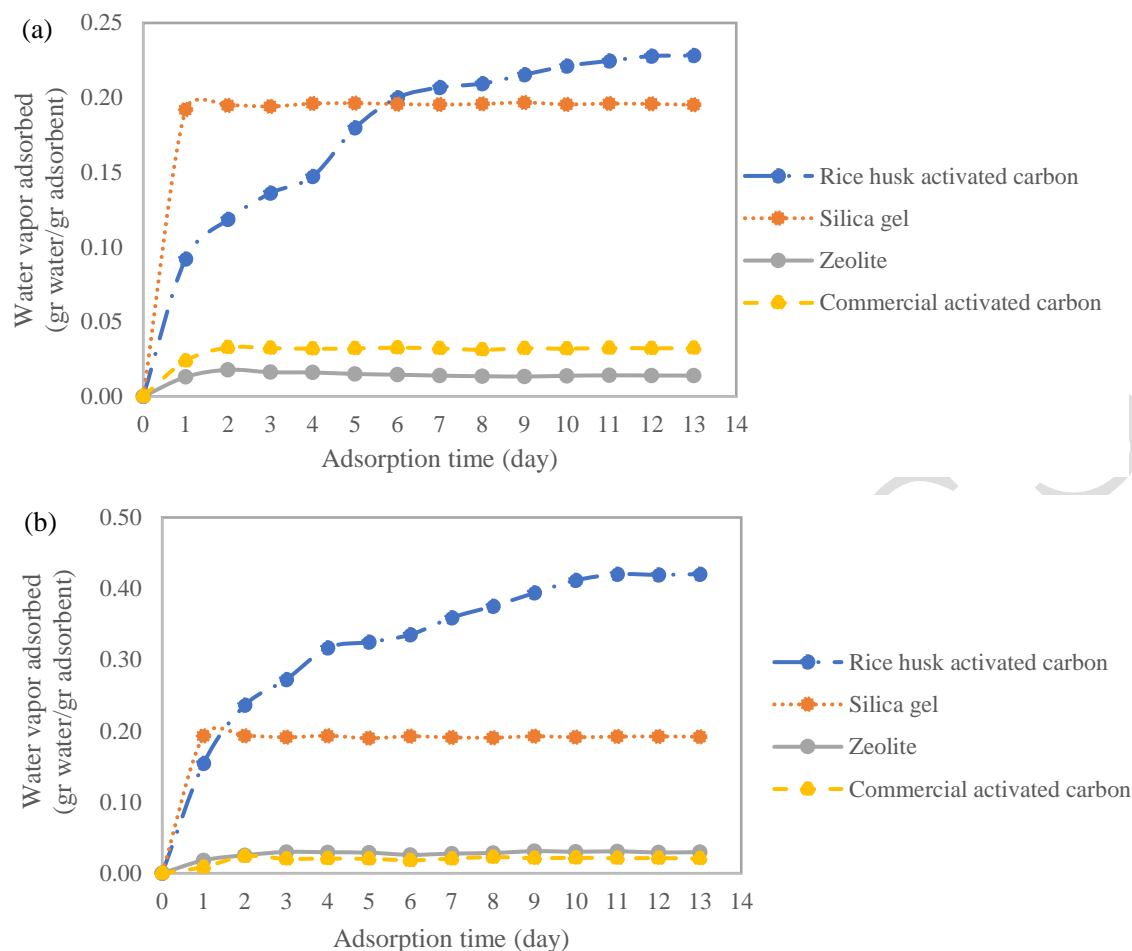 (a)
0.25
0.20
0.15
0.10
0.05
0.00
Water vapor adsorbed
(gr water/gr adsorbent)
0 1 2 3 4 5 6 7 8 9 10 11 12 13 14
Adsorption time (day)
Rice husk activated carbon
Silica gel
Zeolite
Commercial activated carbon
(b)
0.50
0.40
0.30
0.20
0.10
0.00
Water vapor adsorbed
(gr water/gr adsorbent)
0 1 2 3 4 5 6 7 8 9 10 11 12 13 14
Adsorption time (day)
Rice husk activated carbon
Silica gel
Zeolite
Commercial activated carbon